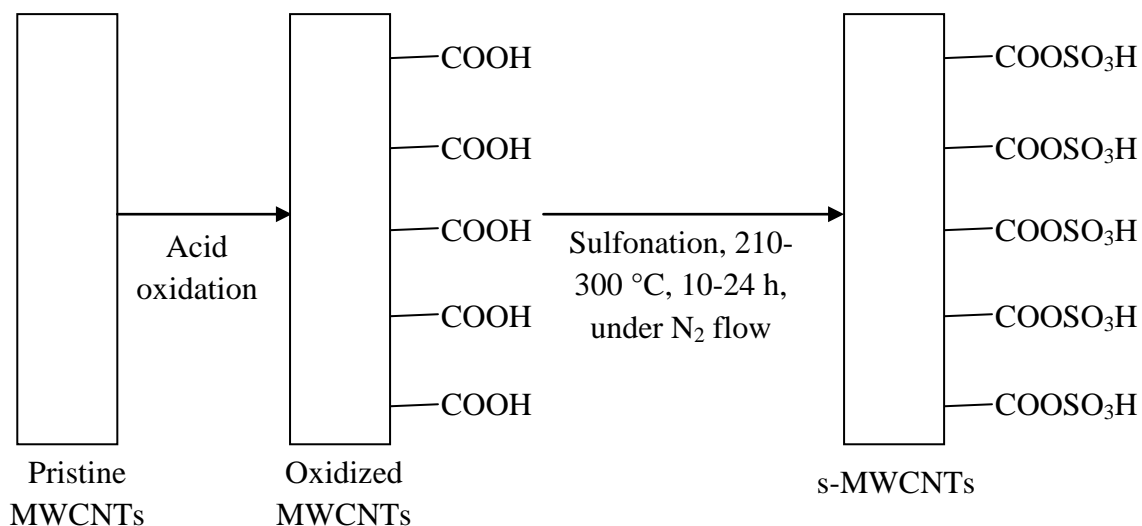 COOH
COOH
COOH
COOH
COOH
Acid
oxidation
Sulfonation, 210-
300 °C, 10-24 h,
under N₂ flow
COOSO₃H
COOSO₃H
COOSO₃H
COOSO₃H
COOSO₃H
Pristine
MWCNTs
Oxidized
MWCNTs
s-MWCNTs